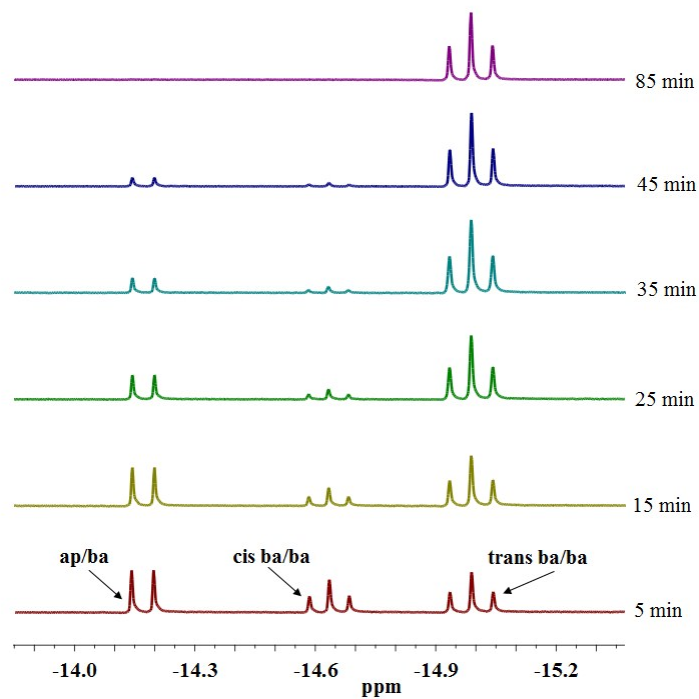 85 min
45 min
35 min
25 min
15 min
ap/ba
cis ba/ba
trans ba/ba
5 min
-14.0 -14.3 -14.6 -14.9 -15.2
ppm